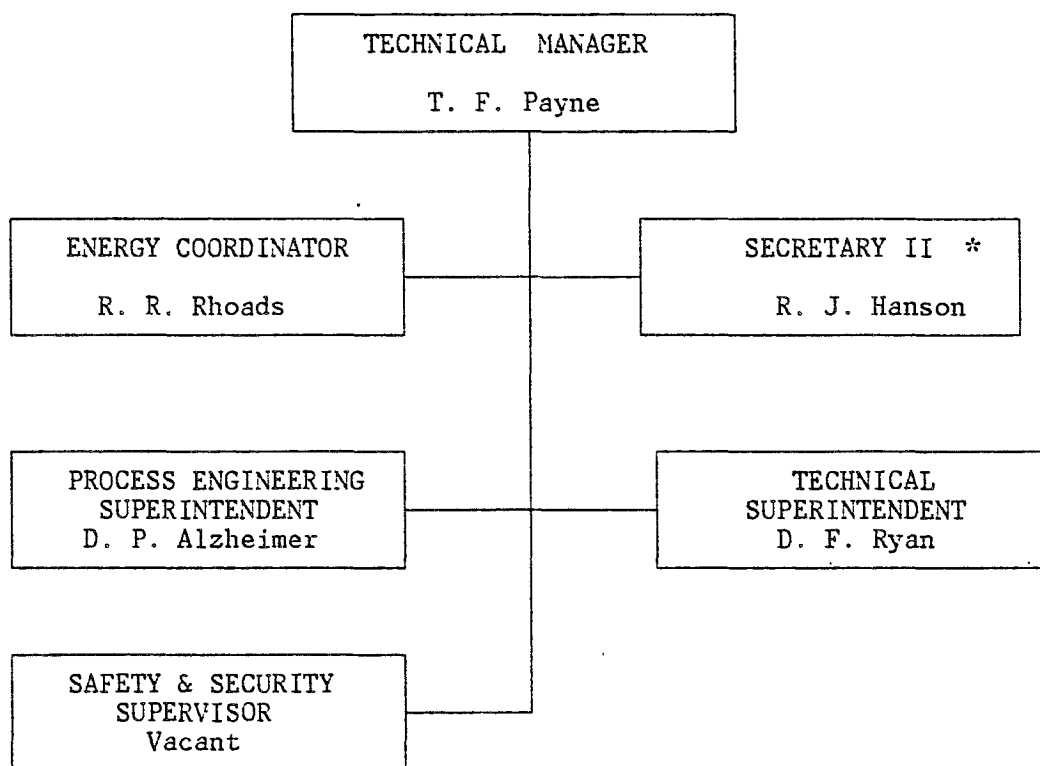 TECHNICAL MANAGER
T. F. Payne
ENERGY COORDINATOR
R. R. Rhoads
SECRETARY II *
R. J. Hanson
PROCESS ENGINEERING
SUPERINTENDENT
D. P. Alzheimer
TECHNICAL
SUPERINTENDENT
D. F. Ryan
SAFETY & SECURITY
SUPERVISOR
Vacant